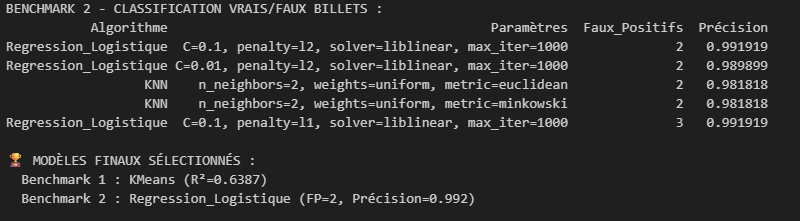 BENCHMARK 2 - CLASSIFICATION VRAIS/FAUX BILLETS :
Algorithme Paramètres Faux_Positifs Précision
Regression_Logistique C=0.1, penalty=l2, solver=liblinear, max_iter=1000 2 0.991919
Regression_Logistique C=0.01, penalty=l2, solver=liblinear, max_iter=1000 2 0.989899
KNN n_neighbors=2, weights=uniform, metric=euclidean 2 0.981818
KNN n_neighbors=2, weights=uniform, metric=minkowski 2 0.981818
Regression_Logistique C=0.1, penalty=l1, solver=liblinear, max_iter=1000 3 0.991919
🏆 MODÈLES FINAUX SÉLECTIONNÉS :
Benchmark 1 : KMeans (R²=0.6387)
Benchmark 2 : Regression_Logistique (FP=2, Précision=0.992)